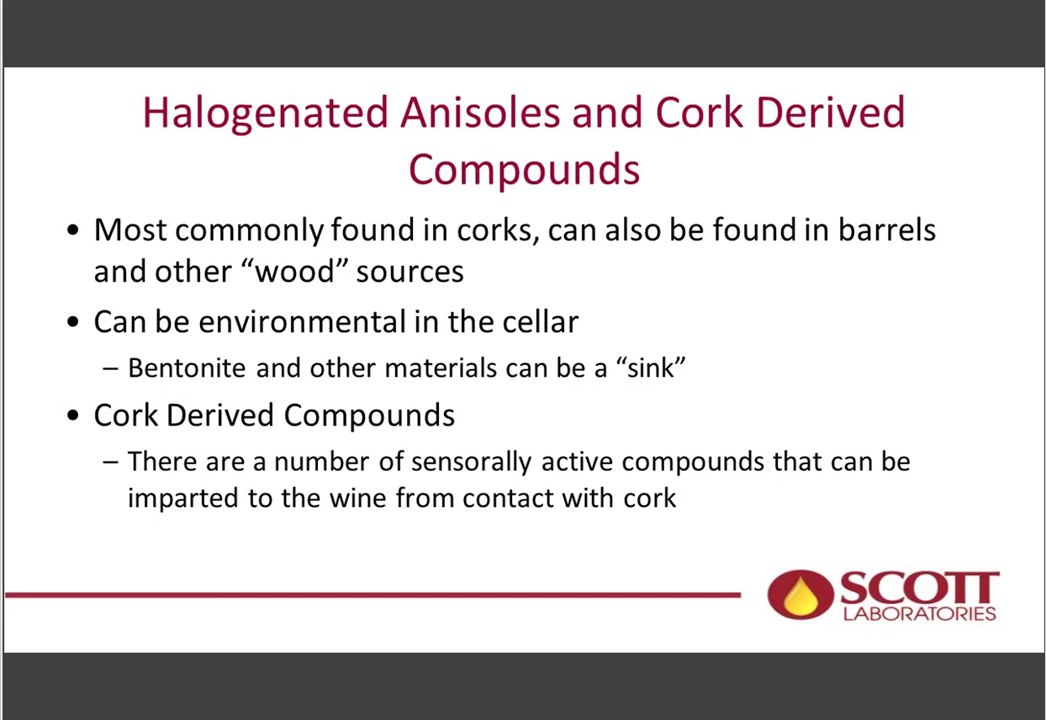 Halogenated Anisoles and Cork Derived
Compounds
• Most commonly found in corks, can also be found in barrels
and other “wood” sources
• Can be environmental in the cellar
– Bentonite and other materials can be a “sink”
• Cork Derived Compounds
– There are a number of sensorally active compounds that can be
imparted to the wine from contact with cork
SCOTT
LABORATORIES